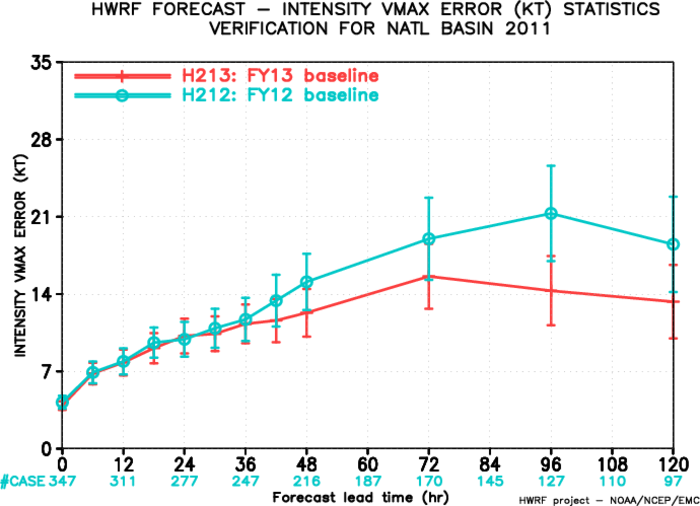 HWRF FORECAST – INTENSITY VMAX ERROR (KT) STATISTICS
VERIFICATION FOR NATL BASIN 2011
H213: FY13 baseline
H212: FY12 baseline
INTENSITY VMAX ERROR (KT)
35
28
21
14
7
0
0 12 24 36 48 60 72 84 96 108 120
#CASE 347 311 277 247 216 187 170 145 127 110 97
Forecast lead time (hr)
HWRF project – NOAA/NCEP/EMC